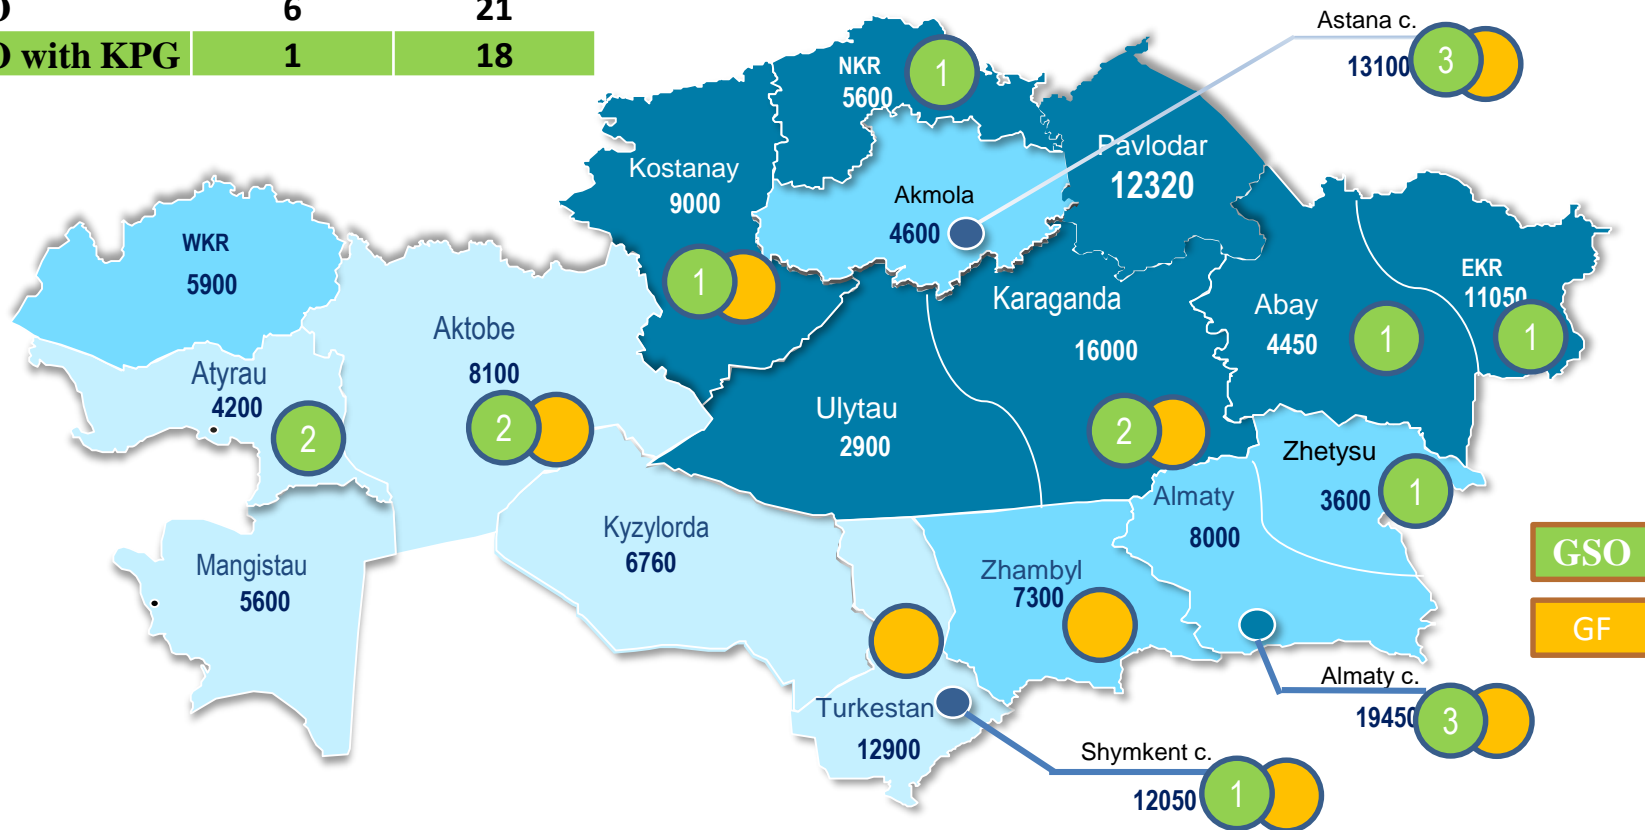 6 21
with KPG 1 18
Astana c.
13100 3
NKR 1
5600
Pavlodar
12320
Kostanay
9000
1
Akmola
4600
WKR
5900
EKR
11050
1
Abay
4450 1
Karaganda
16000
2
Aktobe
8100
2
Atyrau
4200
2
Ulytau
2900
Zhetysu
3600 1
Almaty
8000
Kyzylorda
6760
Mangistau
5600
Zhambyl
7300
GSO
GF
Turkestan
12900
Almaty c.
19450 3
Shymkent c.
12050 1